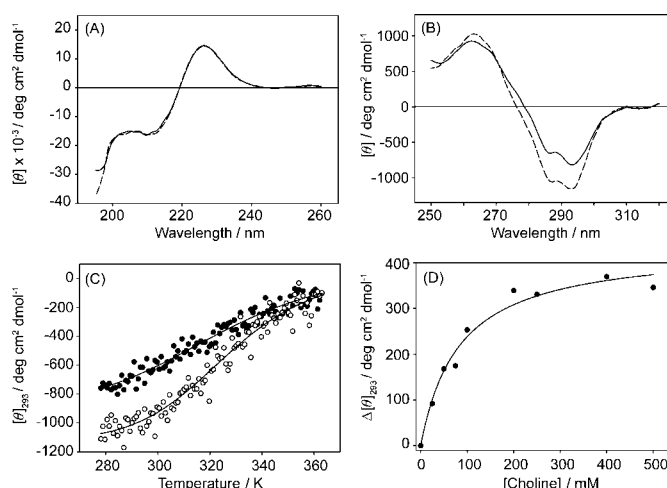 (A)
20
10
0
-10
-20
-30
-40
[θ] x 10⁻³ / deg cm² dmol⁻¹
200 220 240 260
Wavelength / nm
(B)
1000
500
0
-500
-1000
[θ] / deg cm² dmol⁻¹
250 270 290 310
Wavelength / nm
(C)
0
-200
-400
-600
-800
-1000
-1200
[θ]₂₉₃ / deg cm² dmol⁻¹
280 300 320 340 360
Temperature / K
(D)
400
300
200
100
0
Δ[θ]₂₉₃ / deg cm² dmol⁻¹
0 100 200 300 400 500
[Choline] / mM